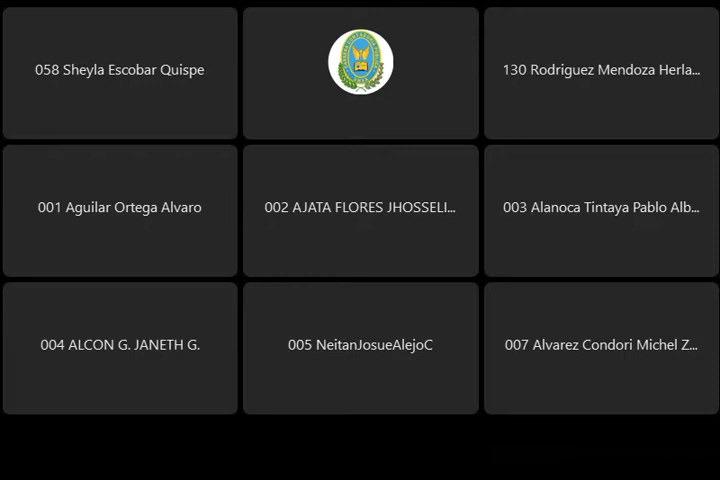 058 Sheyla Escobar Quispe
130 Rodriguez Mendoza Herla...
001 Aguilar Ortega Alvaro
002 AJATA FLORES JHOSSELI...
003 Alanoca Tintaya Pablo Alb...
004 ALCON G. JANETH G.
005 NeitanJosueAlejoC
007 Alvarez Condori Michel Z...